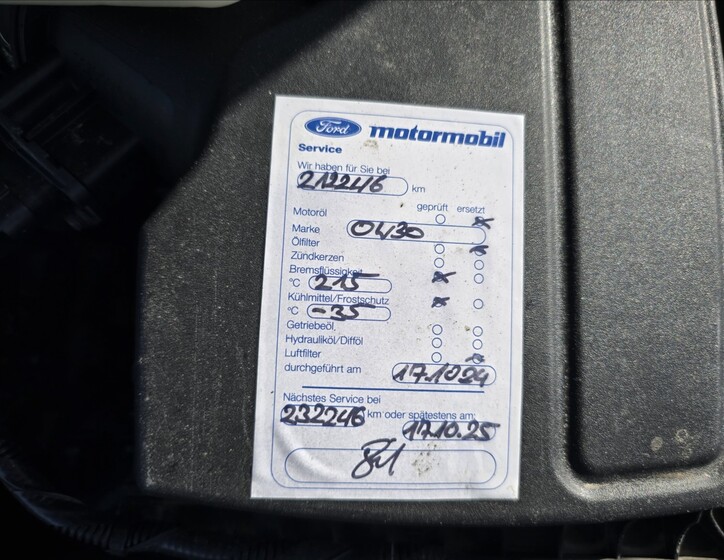 Ford motormobil
Service
Wir haben für Sie bei
212246 km
geprüft ersetzt
Motoröl
Marke 0W30
Ölfilter
Zündkerzen
Bremsflüssigkeit
°C 215
Kühlmittel/Frostschutz
°C -35
Getriebeöl
Hydrauliköl/Difföl
Luftfilter
durchgeführt am 17.10.24
Nächstes Service bei
232246 km oder spätestens am:
17.10.25